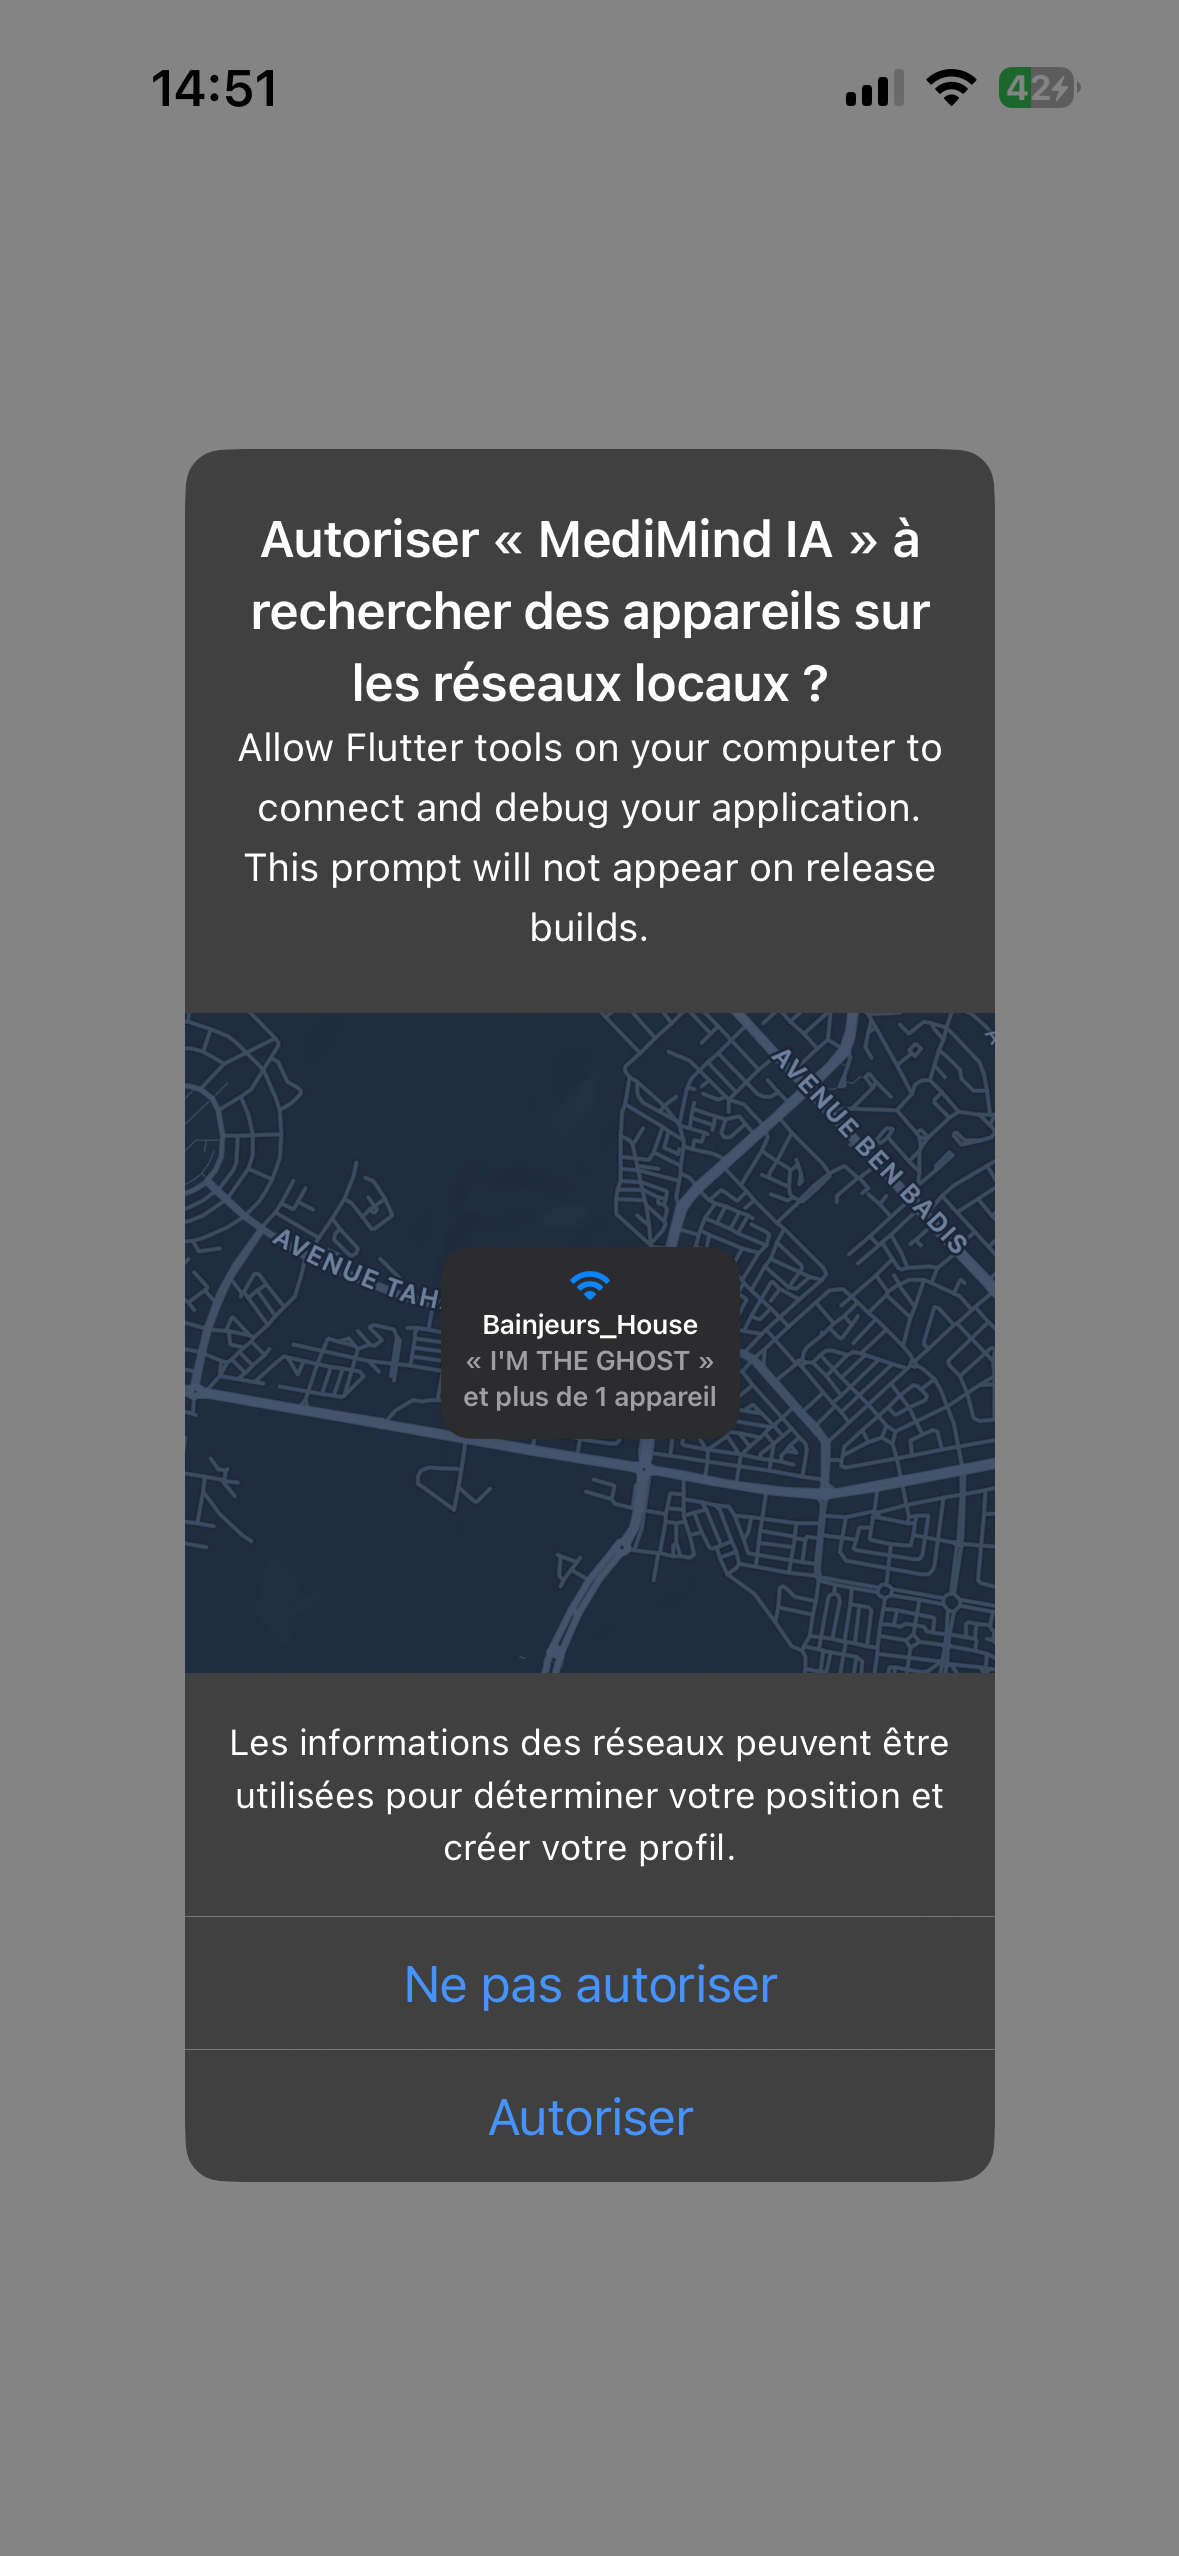 14:51
42
Autoriser « MediMind IA » à
rechercher des appareils sur
les réseaux locaux ?
Allow Flutter tools on your computer to
connect and debug your application.
This prompt will not appear on release
builds.
AVENUE BEN BADIS
AVENUE
Bainjeurs_House
« I'M THE GHOST »
et plus de 1 appareil
Les informations des réseaux peuvent être
utilisées pour déterminer votre position et
créer votre profil.
Ne pas autoriser
Autoriser